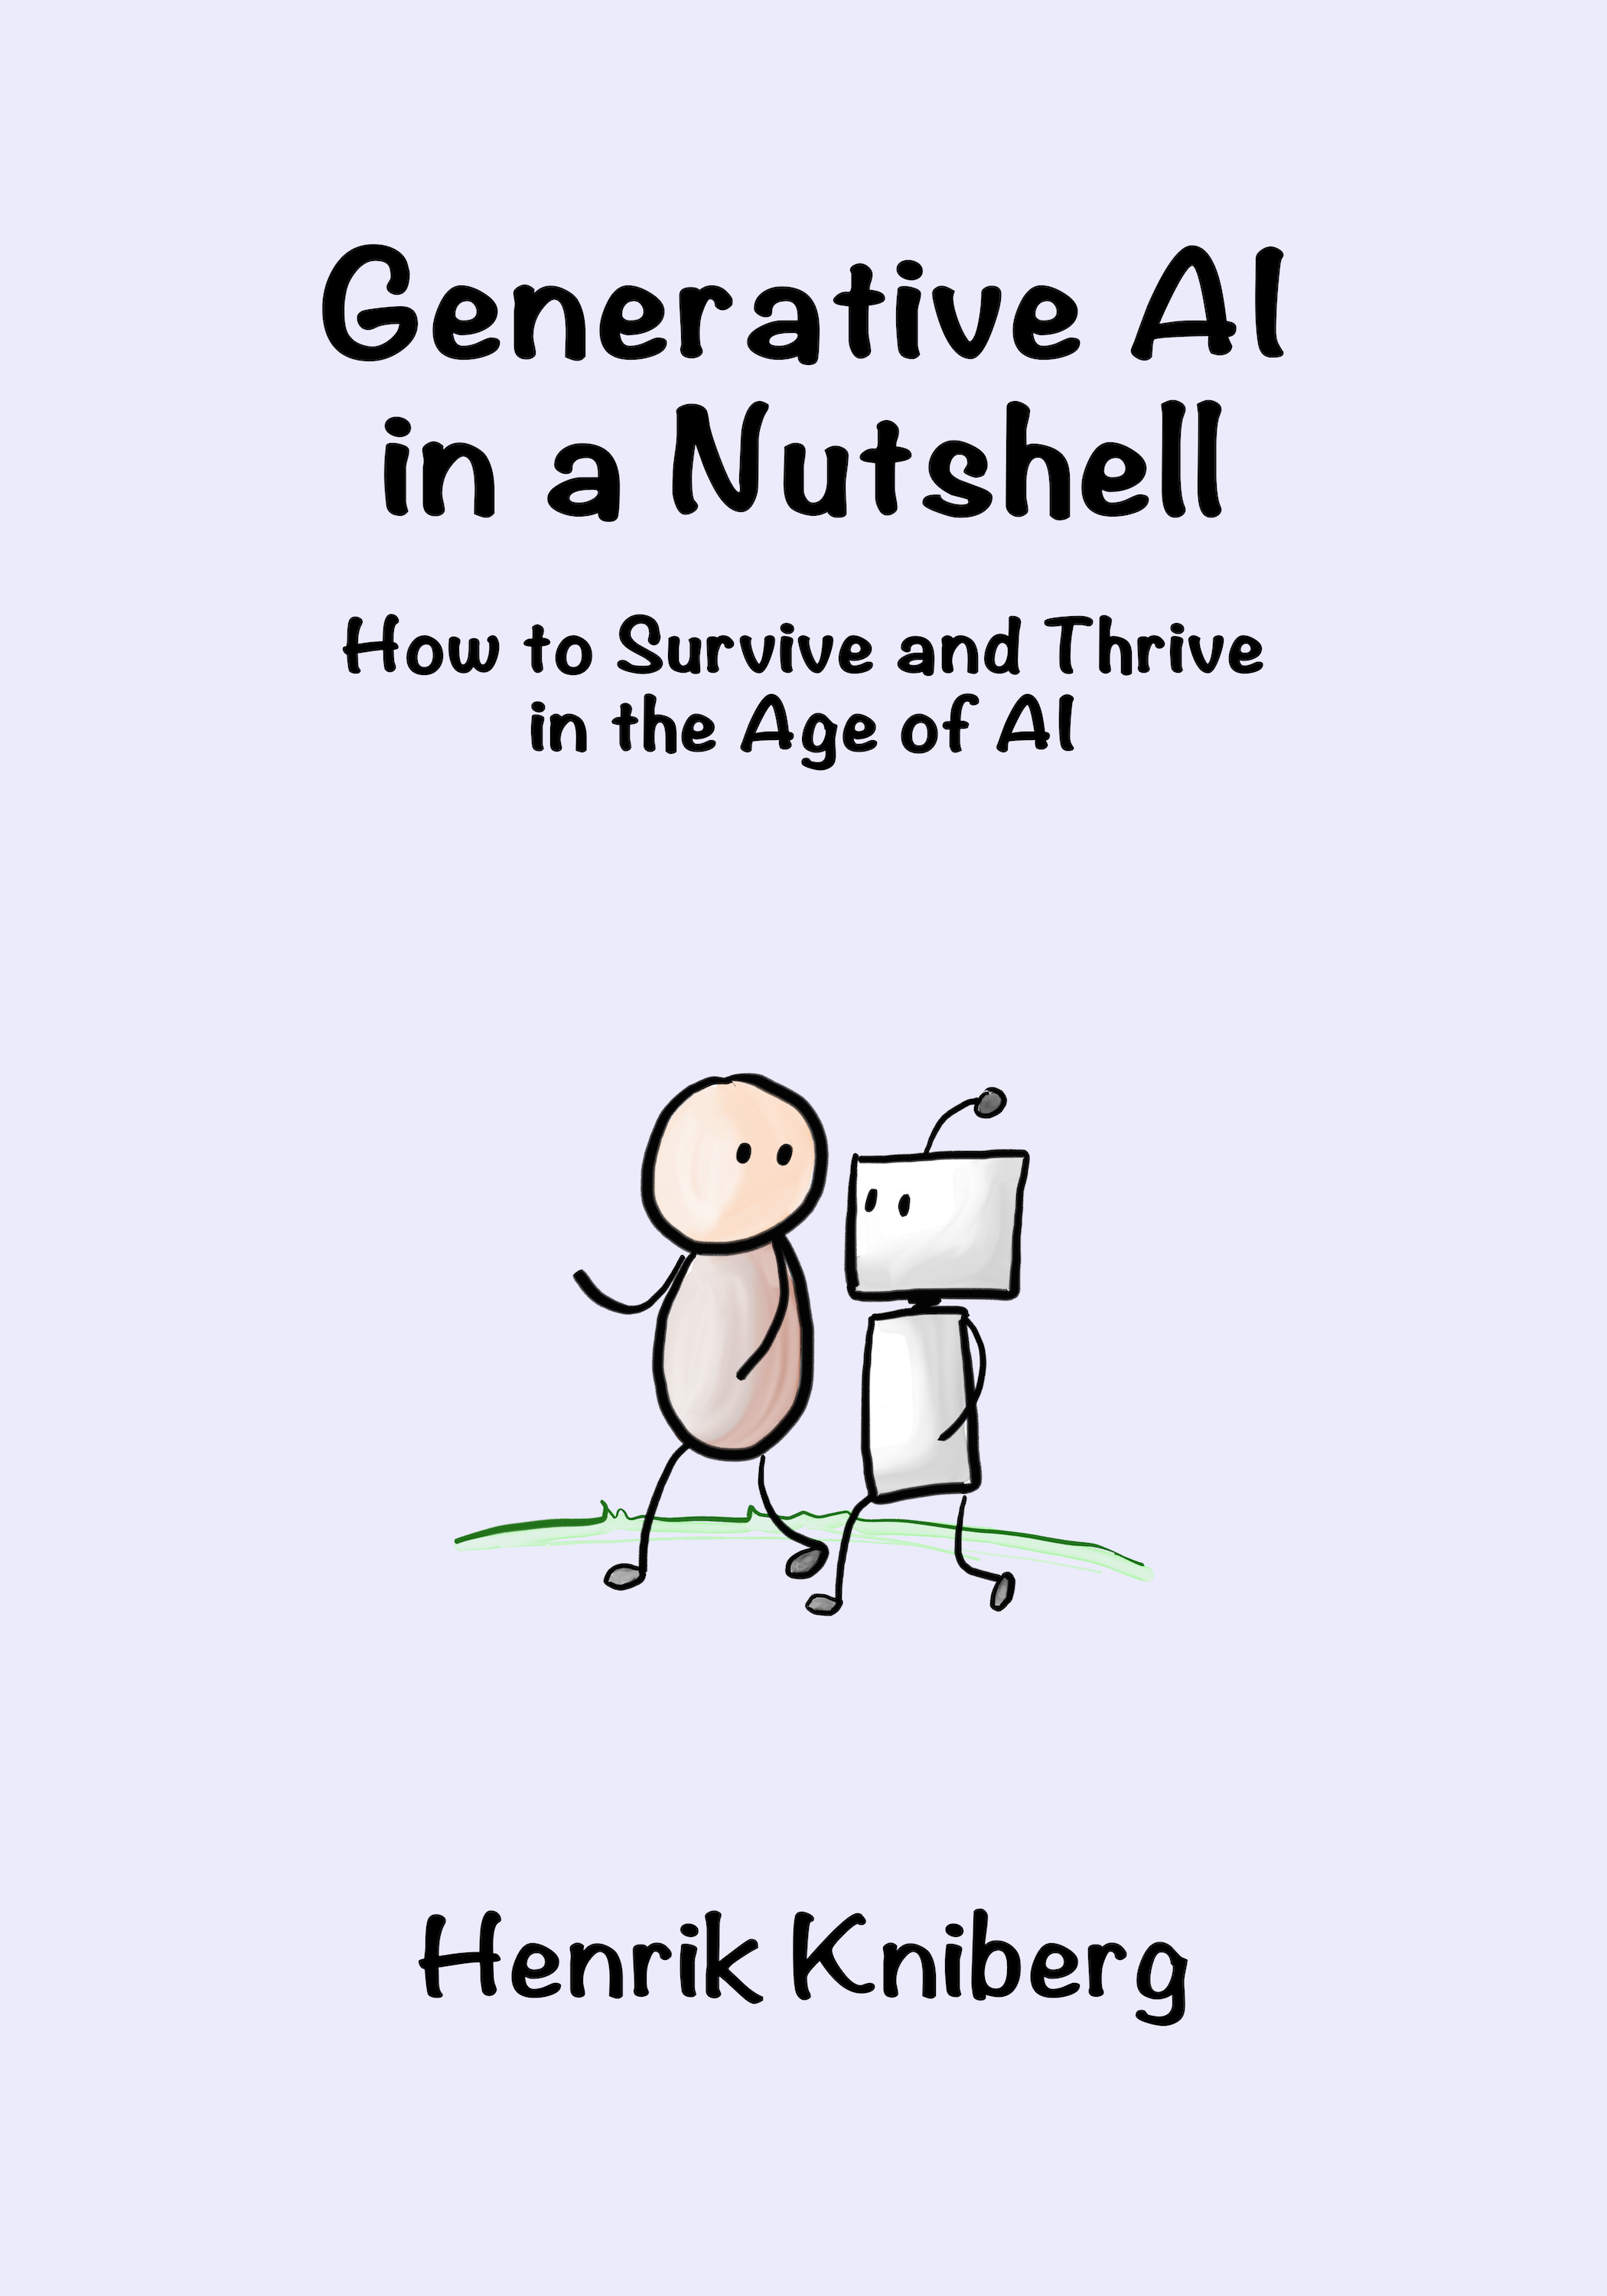 Generative AI
in a Nutshell
How to Survive and Thrive
in the Age of AI
Henrik Kniberg